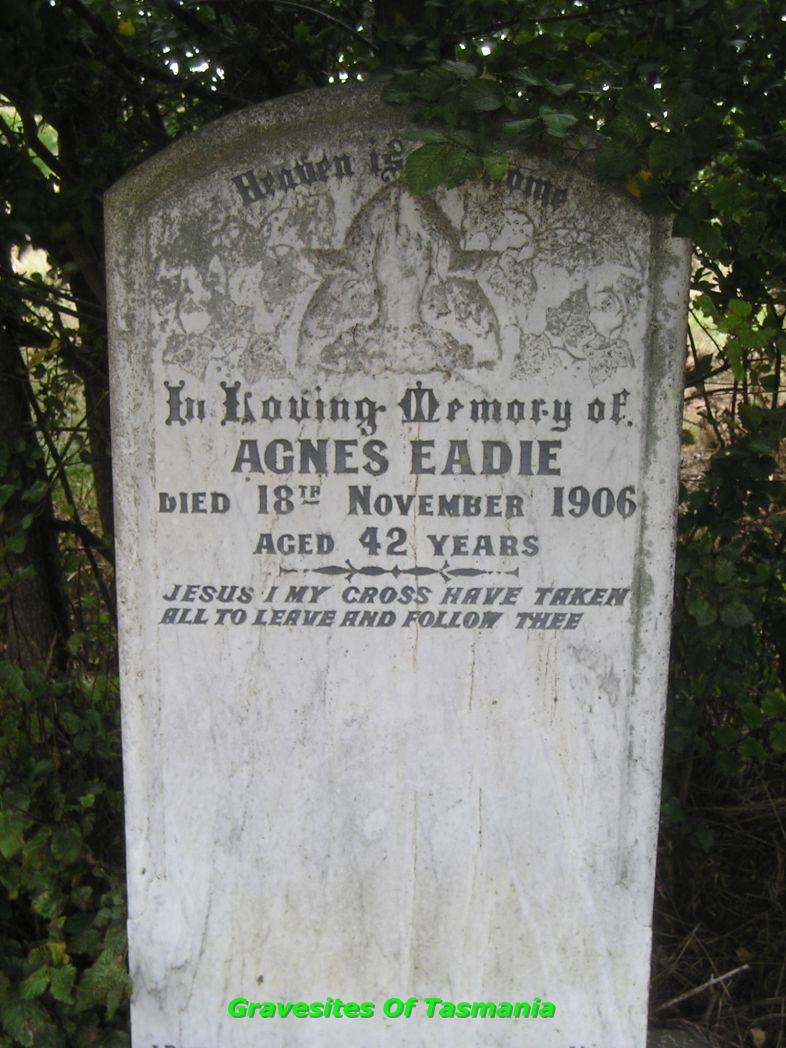 Heaven is home
In Loving Memory of
AGNES EADIE
DIED 18TH NOVEMBER 1906
AGED 42 YEARS
JESUS I MY CROSS HAVE TAKEN
ALL TO LEAVE AND FOLLOW THEE
Gravesites Of Tasmania